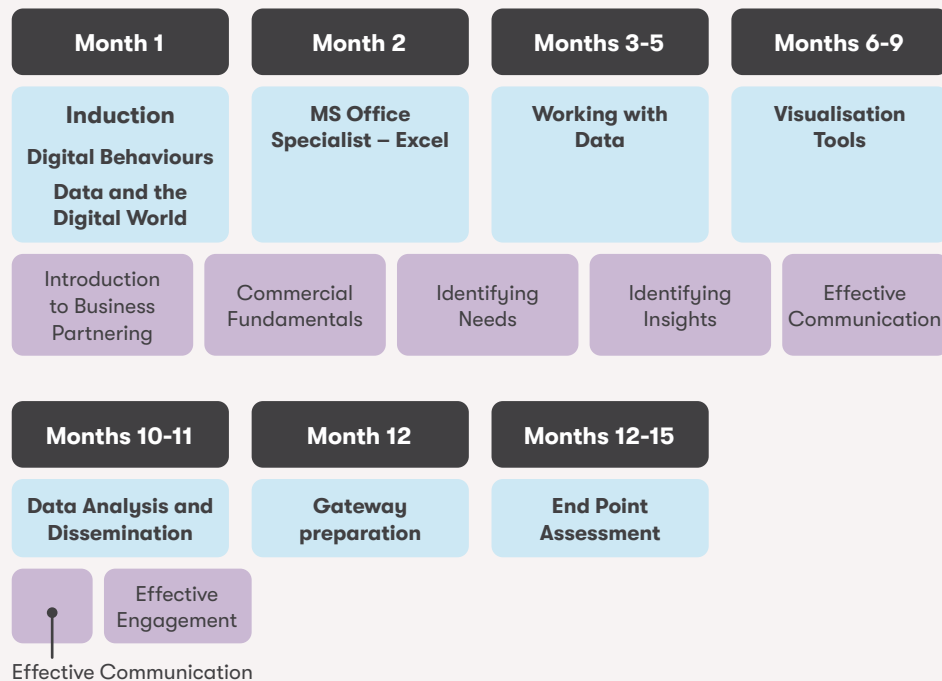 Month 1
Month 2
Months 3-5
Months 6-9
Induction
Digital Behaviours
Data and the
Digital World
MS Office
Specialist – Excel
Working with
Data
Visualisation
Tools
Introduction
to Business
Partnering
Commercial
Fundamentals
Identifying
Needs
Identifying
Insights
Effective
Communication
Months 10-11
Month 12
Months 12-15
Data Analysis and
Dissemination
Gateway
preparation
End Point
Assessment
Effective
Engagement
Effective Communication